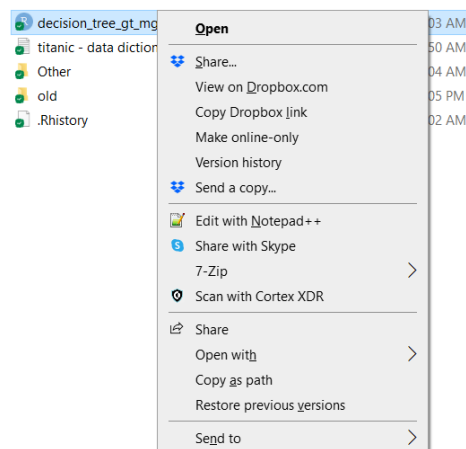 decision_tree_gt_mg 03 AM
titanic - data diction 50 AM
Other 04 AM
old 05 PM
.Rhistory 02 AM
Open
Share...
View on Dropbox.com
Copy Dropbox link
Make online-only
Version history
Send a copy...
Edit with Notepad++
Share with Skype
7-Zip
Scan with Cortex XDR
Share
Open with
Copy as path
Restore previous versions
Send to